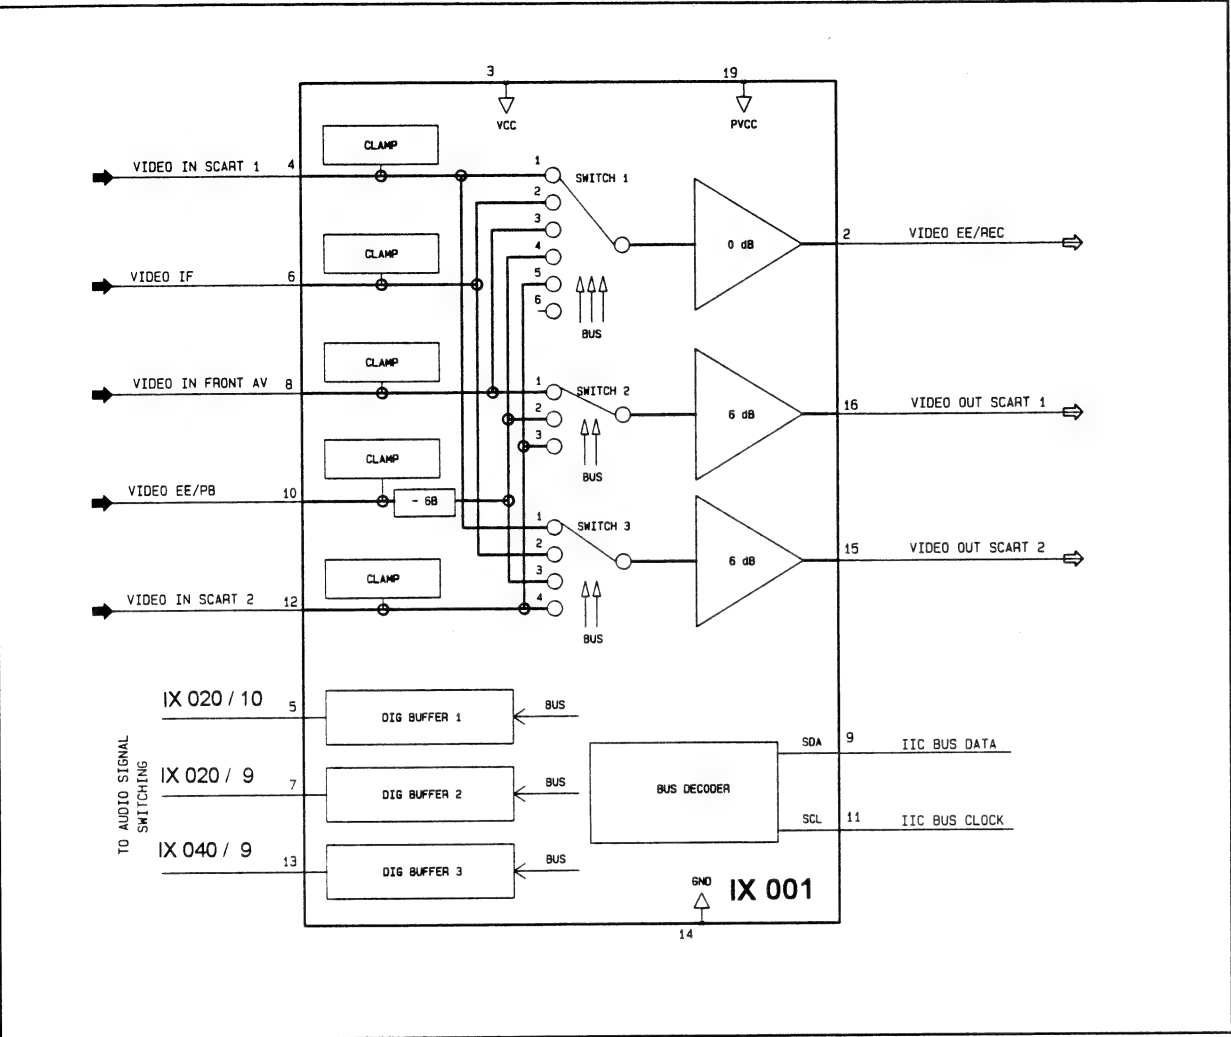 3
19
VCC
PVCC
CLAMP
VIDEO IN SCART 1
4
1
SWITCH 1
2
3
4
5
6
BUS
0 dB
2
VIDEO EE/REC
CLAMP
VIDEO IF
6
CLAMP
VIDEO IN FRONT AV
8
1
SWITCH 2
2
3
BUS
6 dB
16
VIDEO OUT SCART 1
CLAMP
VIDEO EE/PB
10
- 6B
1
SWITCH 3
2
3
4
BUS
6 dB
15
VIDEO OUT SCART 2
CLAMP
VIDEO IN SCART 2
12
TO AUDIO SIGNAL
SWITCHING
IX 020 / 10
5
DIG BUFFER 1
BUS
IX 020 / 9
7
DIG BUFFER 2
BUS
IX 040 / 9
13
DIG BUFFER 3
BUS
BUS DECODER
SDA
9
IIC BUS DATA
SCL
11
IIC BUS CLOCK
GND
IX 001
14